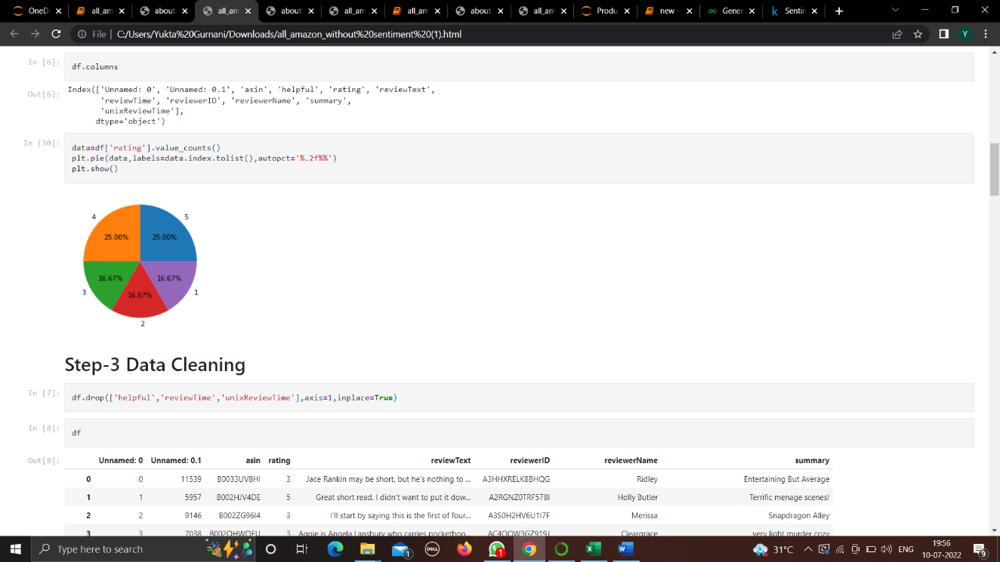 OneDr
all_am
about:
all_am
about:
all_am
all_am
about:
all_am
Produ
new -
Gener
Sentin
File | C:/Users/Yukta%20Gurnani/Downloads/all_amazon_without%20sentiment%20(1).html
Y
In [6]: df.columns
Out[6]: Index(['Unnamed: 0', 'Unnamed: 0.1', 'asin', 'helpful', 'rating', 'reviewText',
'reviewTime', 'reviewerID', 'reviewerName', 'summary',
'unixReviewTime'],
dtype='object')
In [30]: data=df['rating'].value_counts()
plt.pie(data,labels=data.index.tolist(),autopct='%.2f%%')
plt.show()
4 5
25.00% 25.00%
16.67% 16.67%
3 1
16.67%
2
Step-3 Data Cleaning
In [7]: df.drop(['helpful','reviewTime','unixReviewTime'],axis=1,inplace=True)
In [8]: df
Out[8]: Unnamed: 0 Unnamed: 0.1 asin rating reviewText reviewerID reviewerName summary
0 0 11539 B0033UV8HI 3 Jace Rankin may be short, but he's nothing to ... A3HHXRELK8BHQG Ridley Entertaining But Average
1 1 5957 B002HJV4DE 5 Great short read. I didn't want to put it dow... A2RGNZ0TRF578I Holly Butler Terrific menage scenes!
2 2 9146 B002ZG96I4 3 I'll start by saying this is the first of four... A3S0H2HV6U1I7F Merissa Snapdragon Alley
3 3 7038 B002QHWOEU 3 Aggie is Angela Lansbury who carries pocketboo... AC4OQW3GZ919J Cleargrace very light murder cozy
Type here to search
1
DELL
1
31°C
ENG
19:56
10-07-2022
9